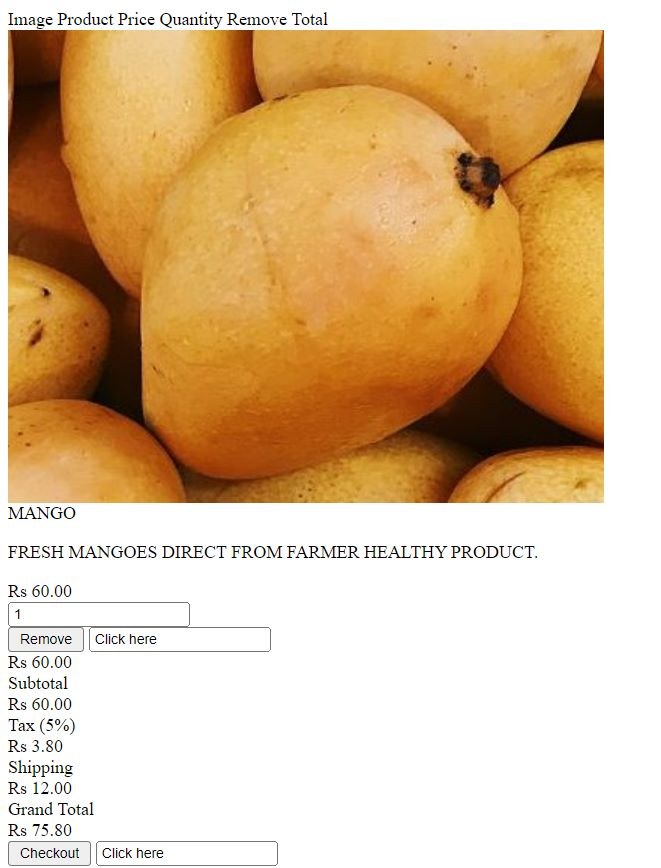 Image Product Price Quantity Remove Total
MANGO
FRESH MANGOES DIRECT FROM FARMER HEALTHY PRODUCT.
Rs 60.00
1
Remove Click here
Rs 60.00
Subtotal
Rs 60.00
Tax (5%)
Rs 3.80
Shipping
Rs 12.00
Grand Total
Rs 75.80
Checkout Click here